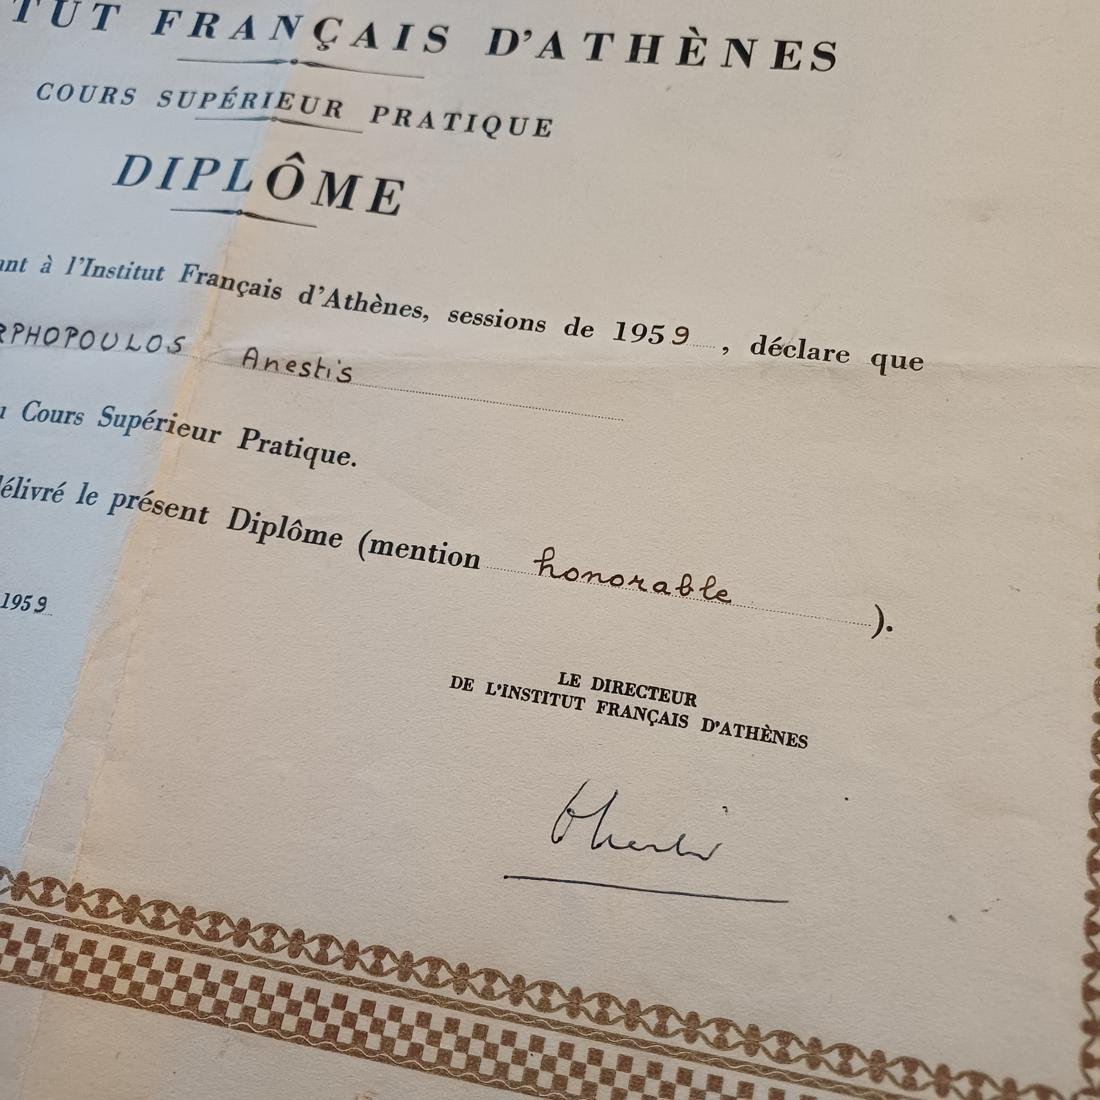 TUT FRANÇAIS D'ATHÈNES
COURS SUPÉRIEUR PRATIQUE
DIPLÔME
ant à l'Institut Français d'Athènes, sessions de 1959, déclare que
RPHOPOULOS Anestis
u Cours Supérieur Pratique.
élivré le présent Diplôme (mention honorable).
1959
LE DIRECTEUR
DE L'INSTITUT FRANÇAIS D'ATHÈNES